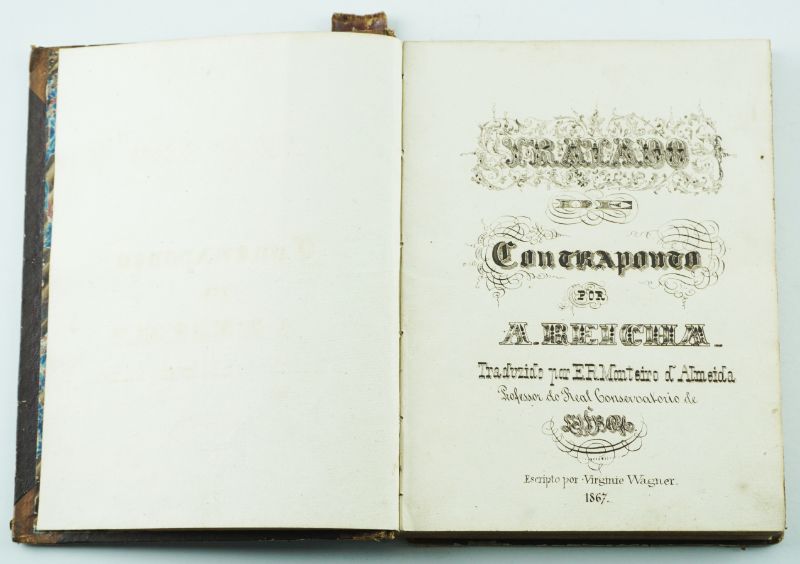 TRATADO
DE
CONTRAPONTO
POR
A. REICHA.
Traduzido por E.R. Monteiro d'Almeida
Professor do Real Conservatorio de
LISBOA
Escripto por Virginie Wagner.
1867.